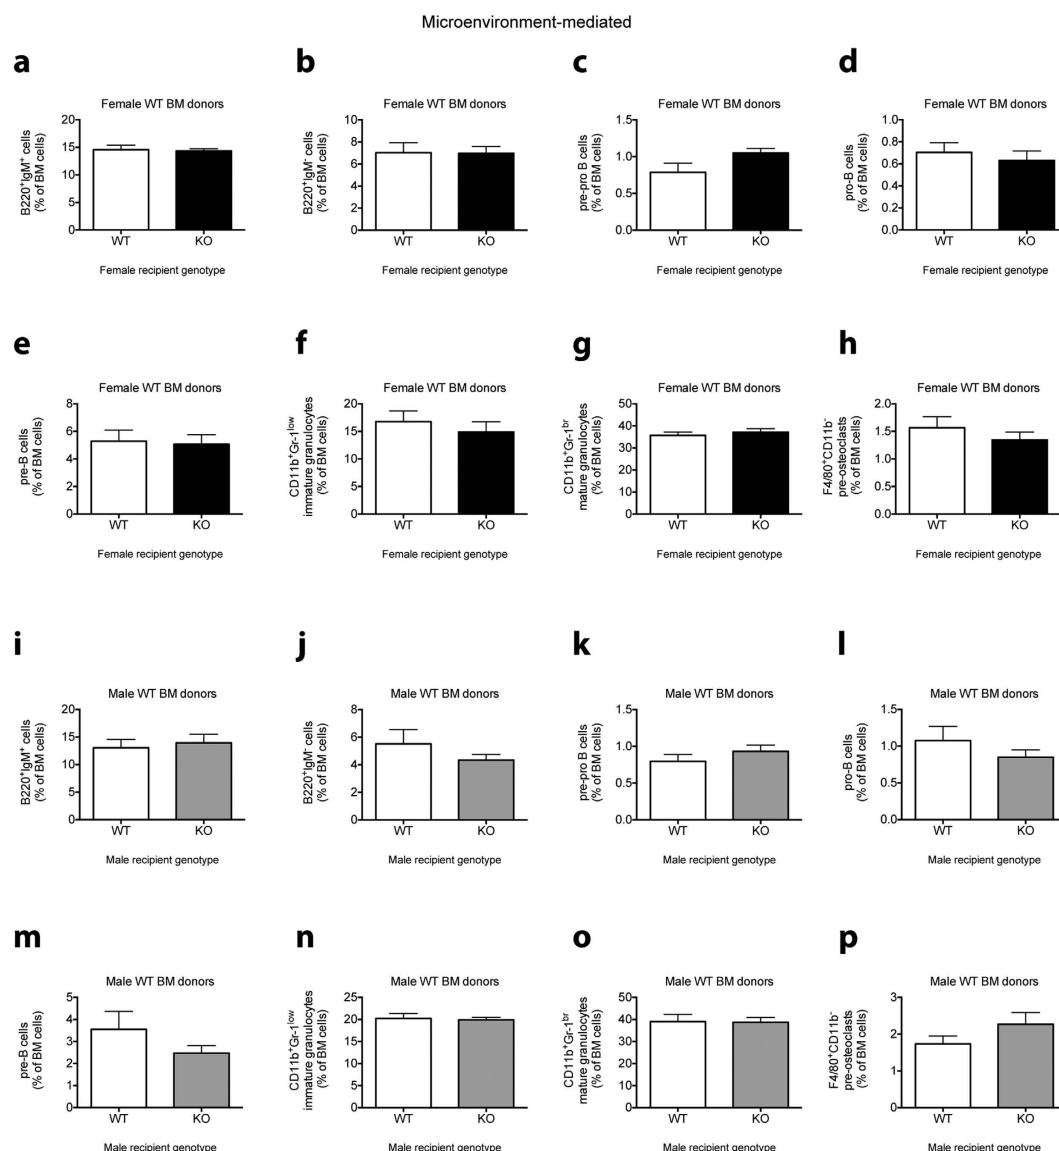 Microenvironment-mediated
a
Female WT BM donors
B220⁺IgM⁺ cells
(% of BM cells)
20
15
10
5
0
WT KO
Female recipient genotype
b
Female WT BM donors
B220⁺IgM⁻ cells
(% of BM cells)
10
8
6
4
2
0
WT KO
Female recipient genotype
c
Female WT BM donors
pre-pro B cells
(% of BM cells)
1.5
1.0
0.5
0.0
WT KO
Female recipient genotype
d
Female WT BM donors
pro-B cells
(% of BM cells)
1.0
0.8
0.6
0.4
0.2
0.0
WT KO
Female recipient genotype
e
Female WT BM donors
pre-B cells
(% of BM cells)
8
6
4
2
0
WT KO
Female recipient genotype
f
Female WT BM donors
CD11b⁺Gr-1ˡᵒʷ
immature granulocytes
(% of BM cells)
20
15
10
5
0
WT KO
Female recipient genotype
g
Female WT BM donors
CD11b⁺Gr-1ᵇʳ
mature granulocytes
(% of BM cells)
50
40
30
20
10
0
WT KO
Female recipient genotype
h
Female WT BM donors
F4/80⁺CD11b⁻
pre-osteoclasts
(% of BM cells)
2.0
1.5
1.0
0.5
0.0
WT KO
Female recipient genotype
i
Male WT BM donors
B220⁺IgM⁺ cells
(% of BM cells)
20
15
10
5
0
WT KO
Male recipient genotype
j
Male WT BM donors
B220⁺IgM⁻ cells
(% of BM cells)
8
6
4
2
0
WT KO
Male recipient genotype
k
Male WT BM donors
pre-pro B cells
(% of BM cells)
1.5
1.0
0.5
0.0
WT KO
Male recipient genotype
l
Male WT BM donors
pro-B cells
(% of BM cells)
1.5
1.0
0.5
0.0
WT KO
Male recipient genotype
m
Male WT BM donors
pre-B cells
(% of BM cells)
5
4
3
2
1
0
WT KO
Male recipient genotype
n
Male WT BM donors
CD11b⁺Gr-1ˡᵒʷ
immature granulocytes
(% of BM cells)
25
20
15
10
5
0
WT KO
Male recipient genotype
o
Male WT BM donors
CD11b⁺Gr-1ᵇʳ
mature granulocytes
(% of BM cells)
50
40
30
20
10
0
WT KO
Male recipient genotype
p
Male WT BM donors
F4/80⁺CD11b⁻
pre-osteoclasts
(% of BM cells)
3
2
1
0
WT KO
Male recipient genotype